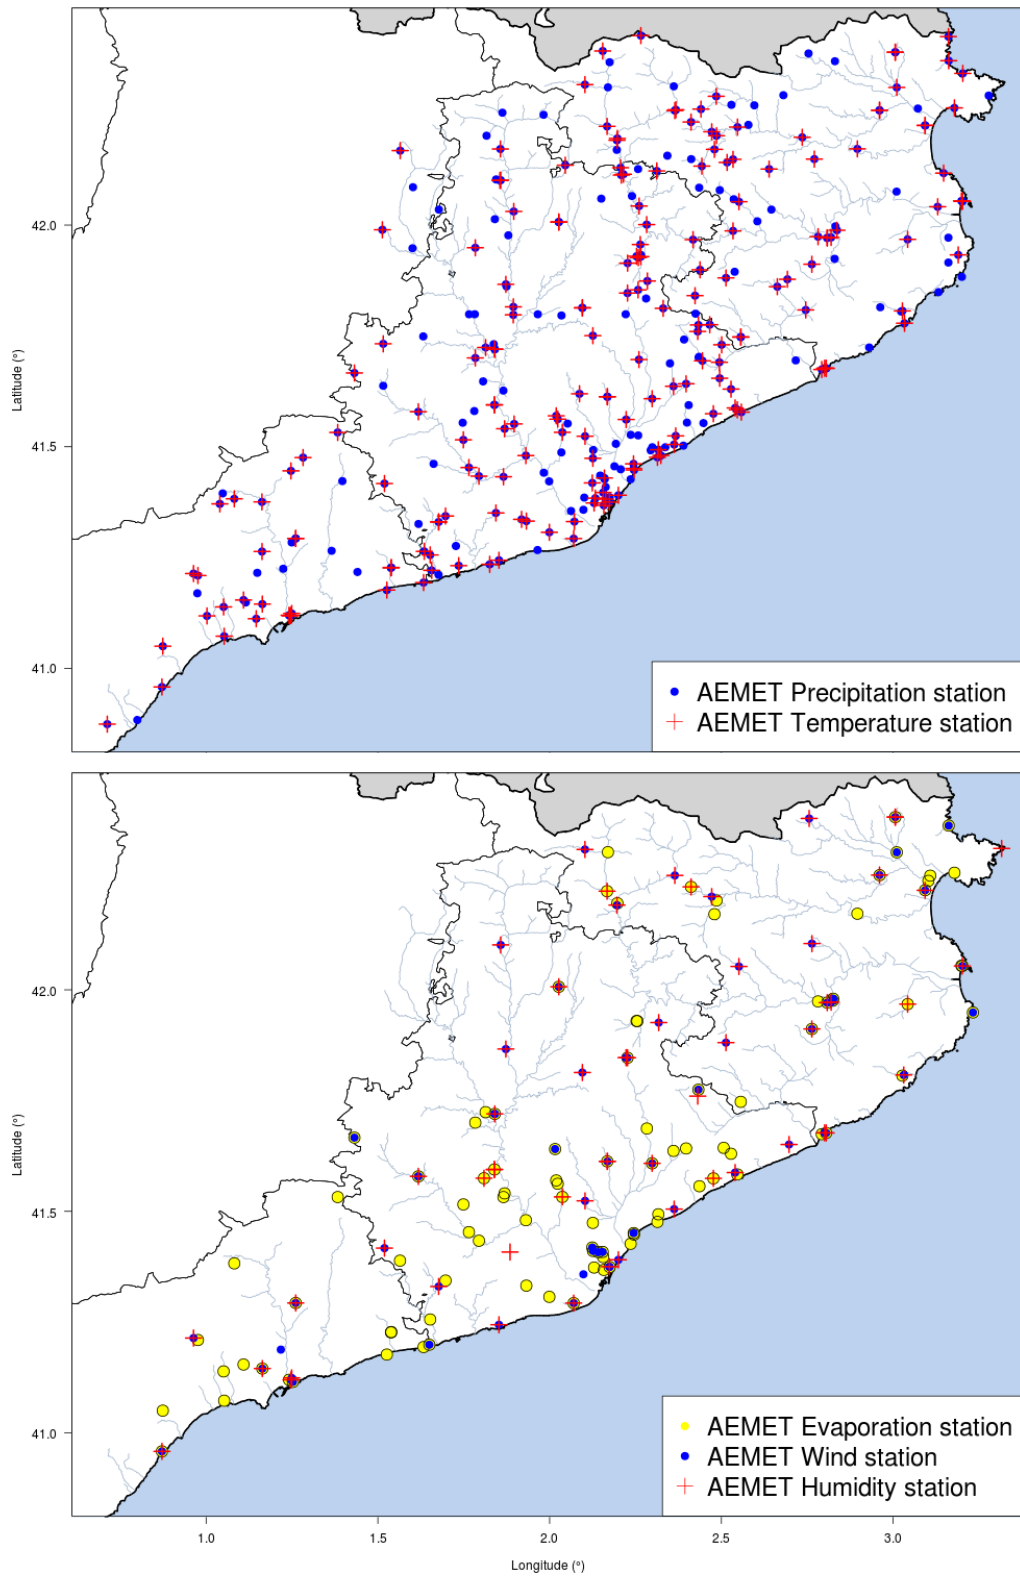 42.0
41.5
41.0
Latitude (°)
AEMET Precipitation station
AEMET Temperature station
42.0
41.5
41.0
Latitude (°)
AEMET Evaporation station
AEMET Wind station
AEMET Humidity station
1.0 1.5 2.0 2.5 3.0
Longitude (°)